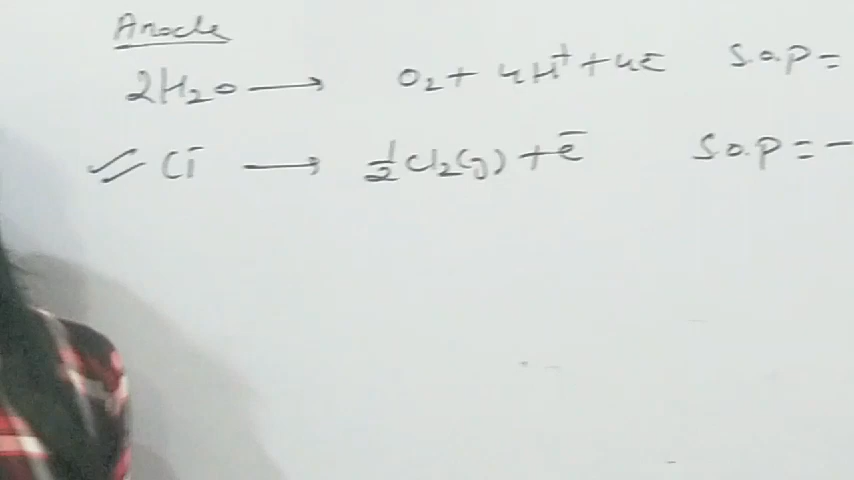 Anode
2H₂O ⟶ O₂ + 4H⁺ + 4e⁻ S.O.P =
Cl⁻ ⟶ ½Cl₂(g) + e⁻ S.O.P = -